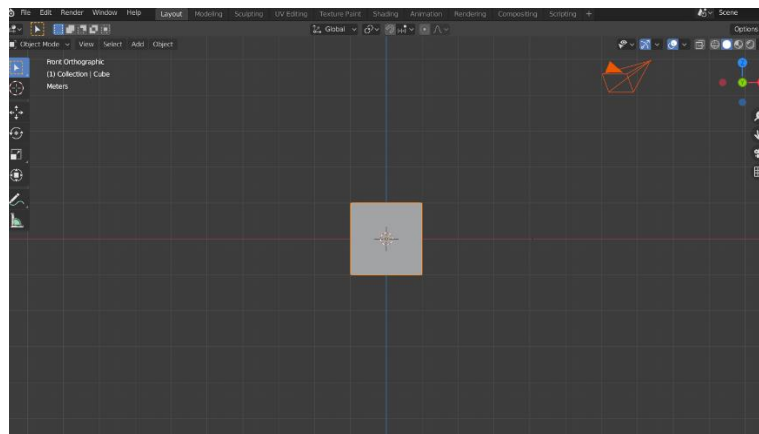 File Edit Render Window Help Layout Modeling Sculpting UV Editing Texture Paint Shading Animation Rendering Compositing Scripting + Scene
Global Options
Object Mode View Select Add Object
Front Orthographic
(1) Collection | Cube
Meters
Z
Y